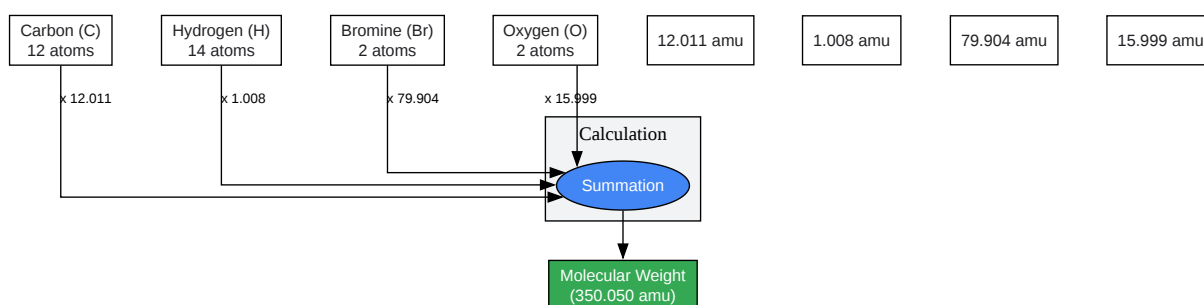 Carbon (C)
12 atoms
Hydrogen (H)
14 atoms
Bromine (Br)
2 atoms
Oxygen (O)
2 atoms
12.011 amu
1.008 amu
79.904 amu
15.999 amu
x 12.011
x 1.008
x 79.904
x 15.999
Calculation
Summation
Molecular Weight
(350.050 amu)